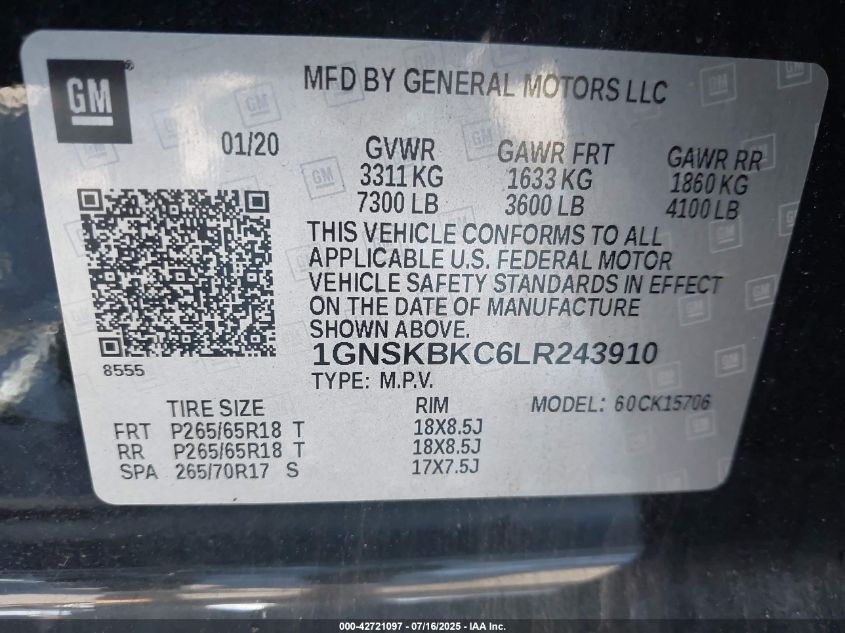 GM
MFD BY GENERAL MOTORS LLC
01/20
GVWR
3311 KG
7300 LB
GAWR FRT
1633 KG
3600 LB
GAWR RR
1860 KG
4100 LB
THIS VEHICLE CONFORMS TO ALL
APPLICABLE U.S. FEDERAL MOTOR
VEHICLE SAFETY STANDARDS IN EFFECT
ON THE DATE OF MANUFACTURE
SHOWN ABOVE.
8555
1GNSKBKC6LR243910
TYPE: M.P.V.
TIRE SIZE RIM MODEL: 60CK15706
FRT P265/65R18 T 18X8.5J
RR P265/65R18 T 18X8.5J
SPA 265/70R17 S 17X7.5J
000-42721097 - 07/16/2025 - IAA Inc.